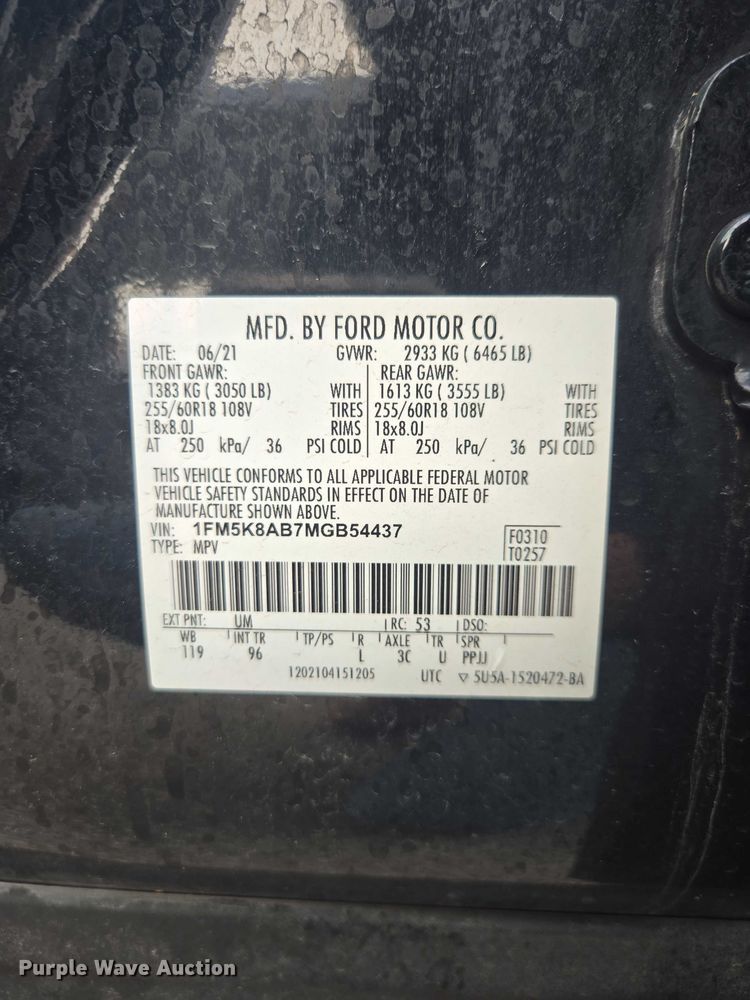 MFD. BY FORD MOTOR CO.
DATE: 06/21 GVWR: 2933 KG ( 6465 LB)
FRONT GAWR: REAR GAWR:
1383 KG ( 3050 LB) WITH 1613 KG ( 3555 LB) WITH
255/60R18 108V TIRES 255/60R18 108V TIRES
18x8.0J RIMS 18x8.0J RIMS
AT 250 kPa/ 36 PSI COLD AT 250 kPa/ 36 PSI COLD
THIS VEHICLE CONFORMS TO ALL APPLICABLE FEDERAL MOTOR
VEHICLE SAFETY STANDARDS IN EFFECT ON THE DATE OF
MANUFACTURE SHOWN ABOVE.
VIN: 1FM5K8AB7MGB54437 F0310
TYPE: MPV T0257
EXT PNT: UM RC: 53 DSO:
WB INT TR TP/PS R AXLE TR SPR
119 96 L 3C U PPJJ
1202104151205 UTC ▽ 5U5A-1520472-BA
Purple Wave Auction